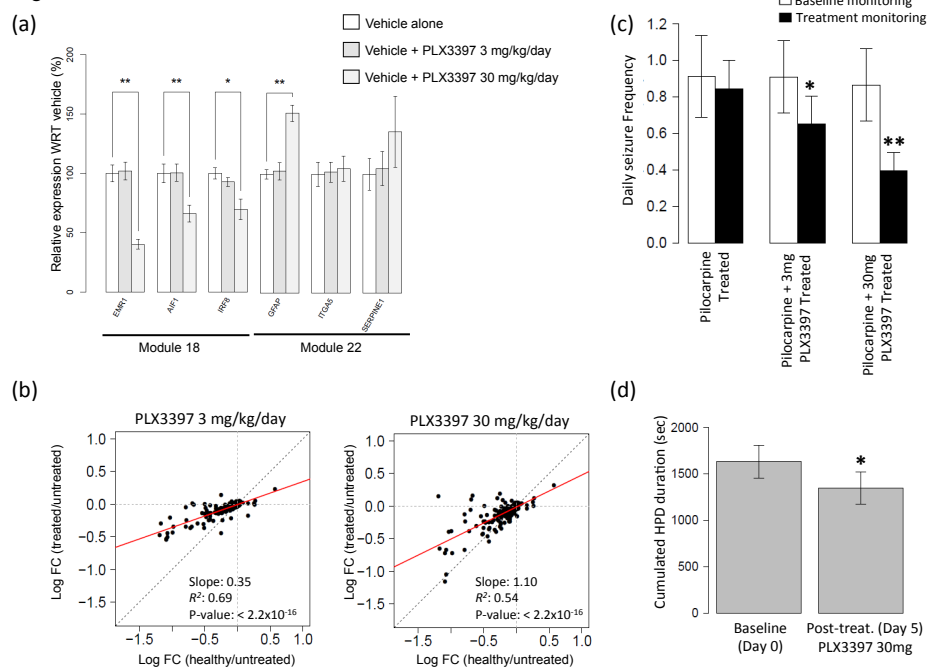 (a)
Vehicle alone
Vehicle + PLX3397 3 mg/kg/day
Vehicle + PLX3397 30 mg/kg/day
Relative expression WRT vehicle (%)
200
150
100
50
0
** ** * **
EMR1 AIF1 IRF8 GFAP ITGA5 SERPINE1
Module 18 Module 22
(c)
Baseline monitoring
Treatment monitoring
Daily seizure Frequency
1.2
1.0
0.8
0.6
0.4
0.2
0.0
*
**
Pilocarpine
Treated
Pilocarpine + 3mg
PLX3397 Treated
Pilocarpine + 30mg
PLX3397 Treated
(b)
PLX3397 3 mg/kg/day
Log FC (treated/untreated)
1.0
0.5
0.0
−0.5
−1.0
−1.5
Slope: 0.35
R²: 0.69
P-value: < 2.2x10⁻¹⁶
−1.5 −0.5 0.0 0.5 1.0
Log FC (healthy/untreated)
PLX3397 30 mg/kg/day
Log FC (treated/untreated)
1.0
0.5
0.0
−0.5
−1.0
−1.5
Slope: 1.10
R²: 0.54
P-value: < 2.2x10⁻¹⁶
−1.5 −0.5 0.0 0.5 1.0
Log FC (healthy/untreated)
(d)
Cumulated HPD duration (sec)
2000
1500
1000
500
0
*
Baseline
(Day 0)
Post-treat. (Day 5)
PLX3397 30mg